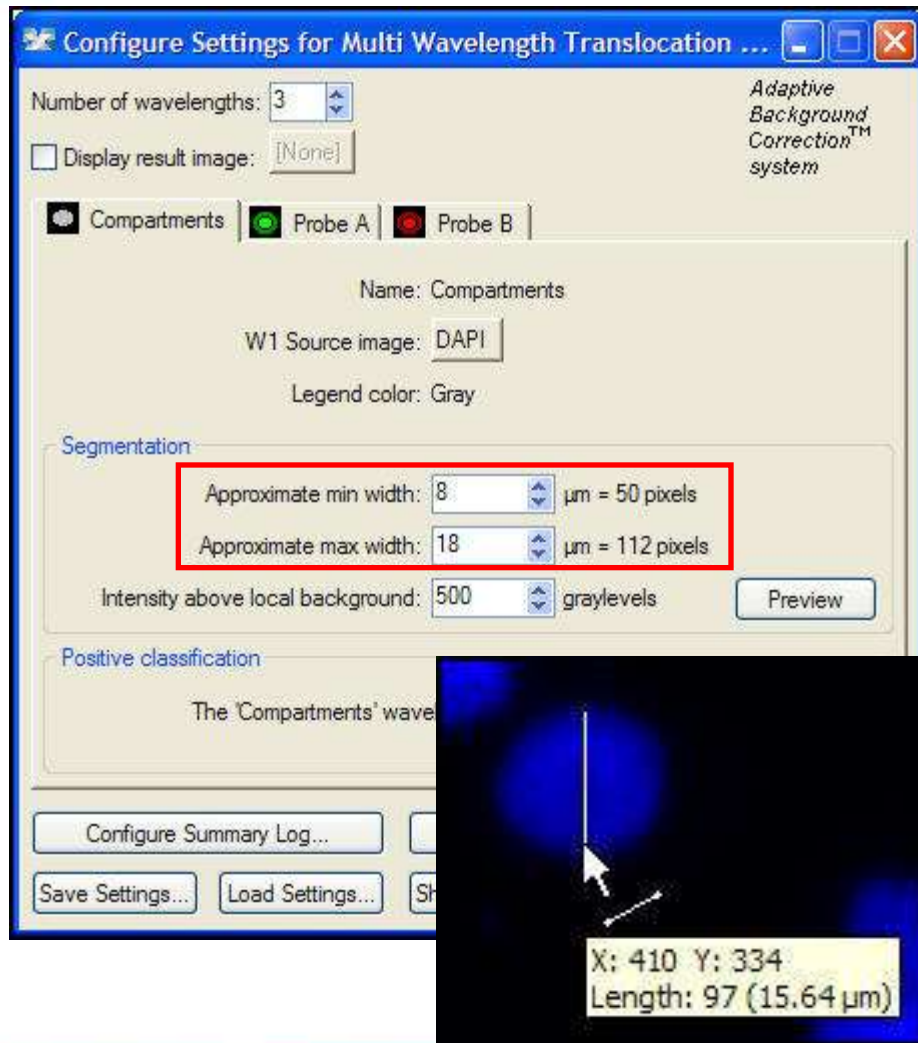 Configure Settings for Multi Wavelength Translocation ...
Number of wavelengths: 3
Adaptive
Background
Correction™
system
Display result image: [None]
Compartments Probe A Probe B
Name: Compartments
W1 Source image: DAPI
Legend color: Gray
Segmentation
Approximate min width: 8 µm = 50 pixels
Approximate max width: 18 µm = 112 pixels
Intensity above local background: 500 graylevels Preview
Positive classification
The 'Compartments'
Configure Summary Log...
Save Settings... Load Settings...
X: 410 Y: 334
Length: 97 (15.64 µm)